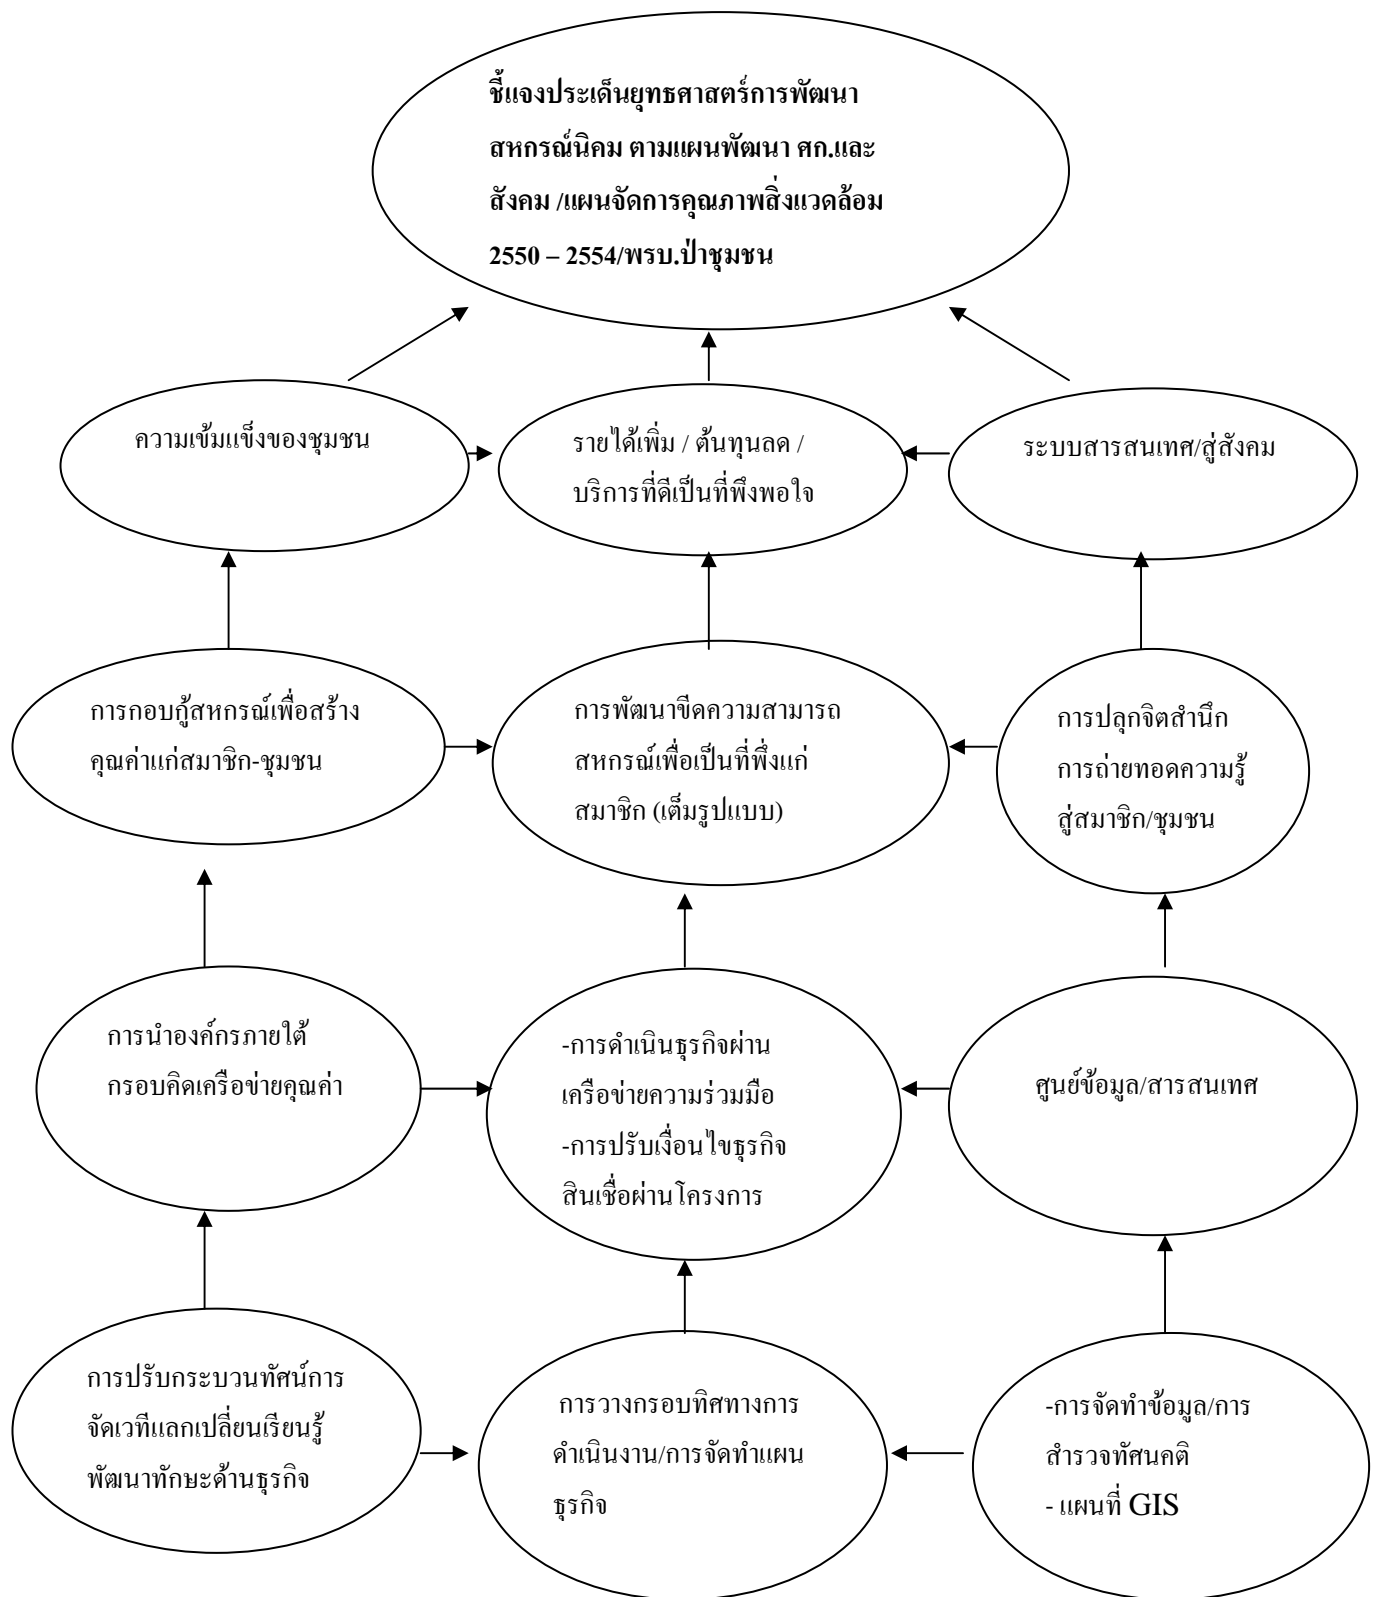 ชี้แจงประเด็นยุทธศาสตร์การพัฒนา
สหกรณ์นิคม ตามแผนพัฒนา ศก.และ
สังคม /แผนจัดการคุณภาพสิ่งแวดล้อม
2550 – 2554/พรบ.ป่าชุมชน
ความเข้มแข็งของชุมชน
รายได้เพิ่ม / ต้นทุนลด /
บริการที่ดีเป็นที่พึงพอใจ
ระบบสารสนเทศ/สู่สังคม
การกอบกู้สหกรณ์เพื่อสร้าง
คุณค่าแก่สมาชิก-ชุมชน
การพัฒนาขีดความสามารถ
สหกรณ์เพื่อเป็นที่พึ่งแก่
สมาชิก (เต็มรูปแบบ)
การปลุกจิตสำนึก
การถ่ายทอดความรู้
สู่สมาชิก/ชุมชน
การนำองค์กรภายใต้
กรอบคิดเครือข่ายคุณค่า
-การดำเนินธุรกิจผ่าน
เครือข่ายความร่วมมือ
-การปรับเงื่อนไขธุรกิจ
สินเชื่อผ่านโครงการ
ศูนย์ข้อมูล/สารสนเทศ
การปรับกระบวนทัศน์การ
จัดเวทีแลกเปลี่ยนเรียนรู้
พัฒนาทักษะด้านธุรกิจ
การวางกรอบทิศทางการ
ดำเนินงาน/การจัดทำแผน
ธุรกิจ
-การจัดทำข้อมูล/การ
สำรวจทัศนคติ
- แผนที่ GIS